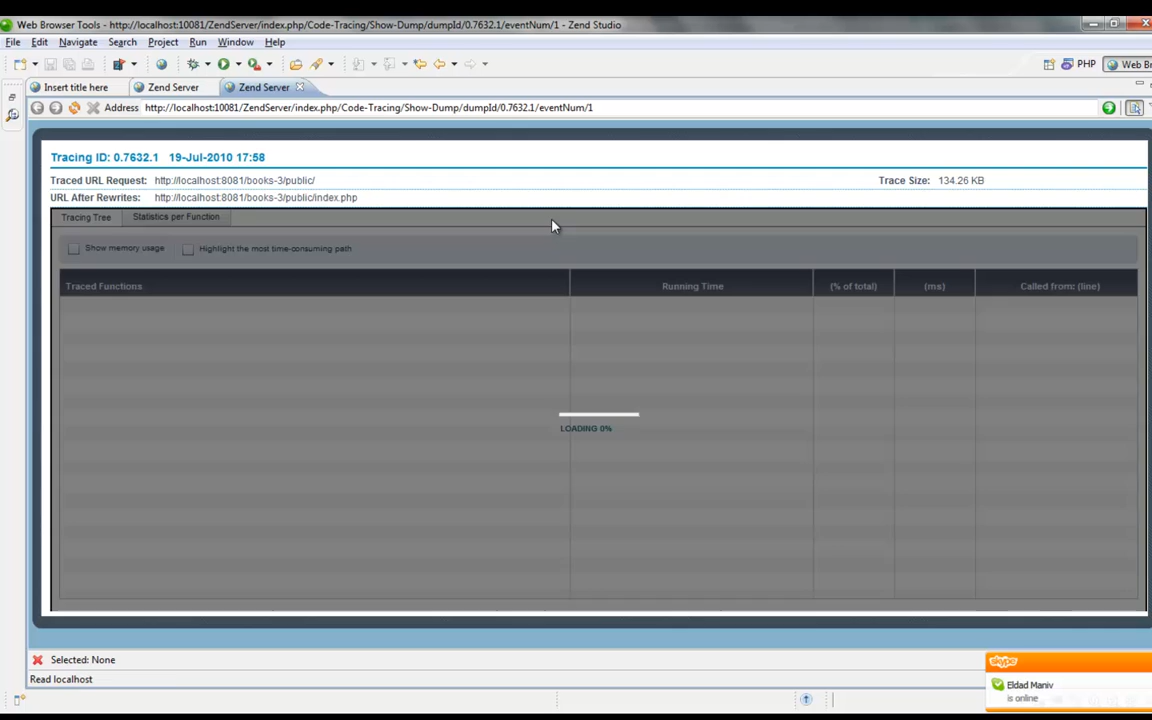 Web Browser Tools - http://localhost:10081/ZendServer/index.php/Code-Tracing/Show-Dump/dumpId/0.7632.1/eventNum/1 - Zend Studio
File Edit Navigate Search Project Run Window Help
PHP Web Br
Insert title here Zend Server Zend Server
Address http://localhost:10081/ZendServer/index.php/Code-Tracing/Show-Dump/dumpId/0.7632.1/eventNum/1
Tracing ID: 0.7632.1 19-Jul-2010 17:58
Traced URL Request: http://localhost:8081/books-3/public/ Trace Size: 134.26 KB
URL After Rewrites: http://localhost:8081/books-3/public/index.php
Tracing Tree Statistics per Function
Show memory usage Highlight the most time-consuming path
Traced Functions Running Time (% of total) (ms) Called from: (line)
LOADING 0%
Selected: None
skype
Read localhost
Eldad Maniv
is online